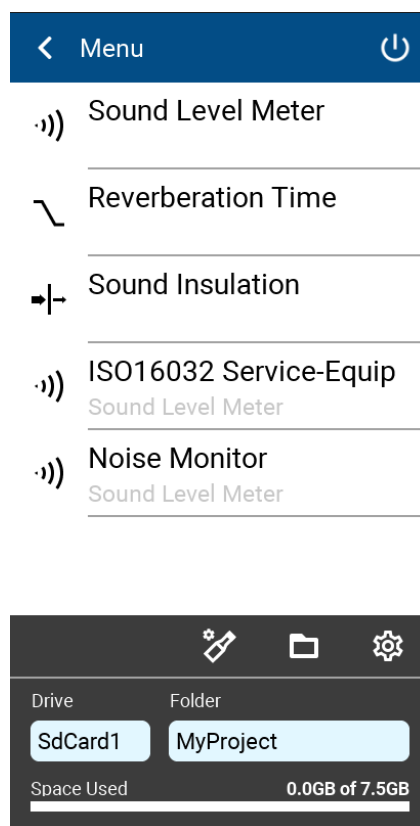 Menu
Sound Level Meter
Reverberation Time
Sound Insulation
ISO16032 Service-Equip
Sound Level Meter
Noise Monitor
Sound Level Meter
Drive Folder
SdCard1 MyProject
Space Used 0.0GB of 7.5GB